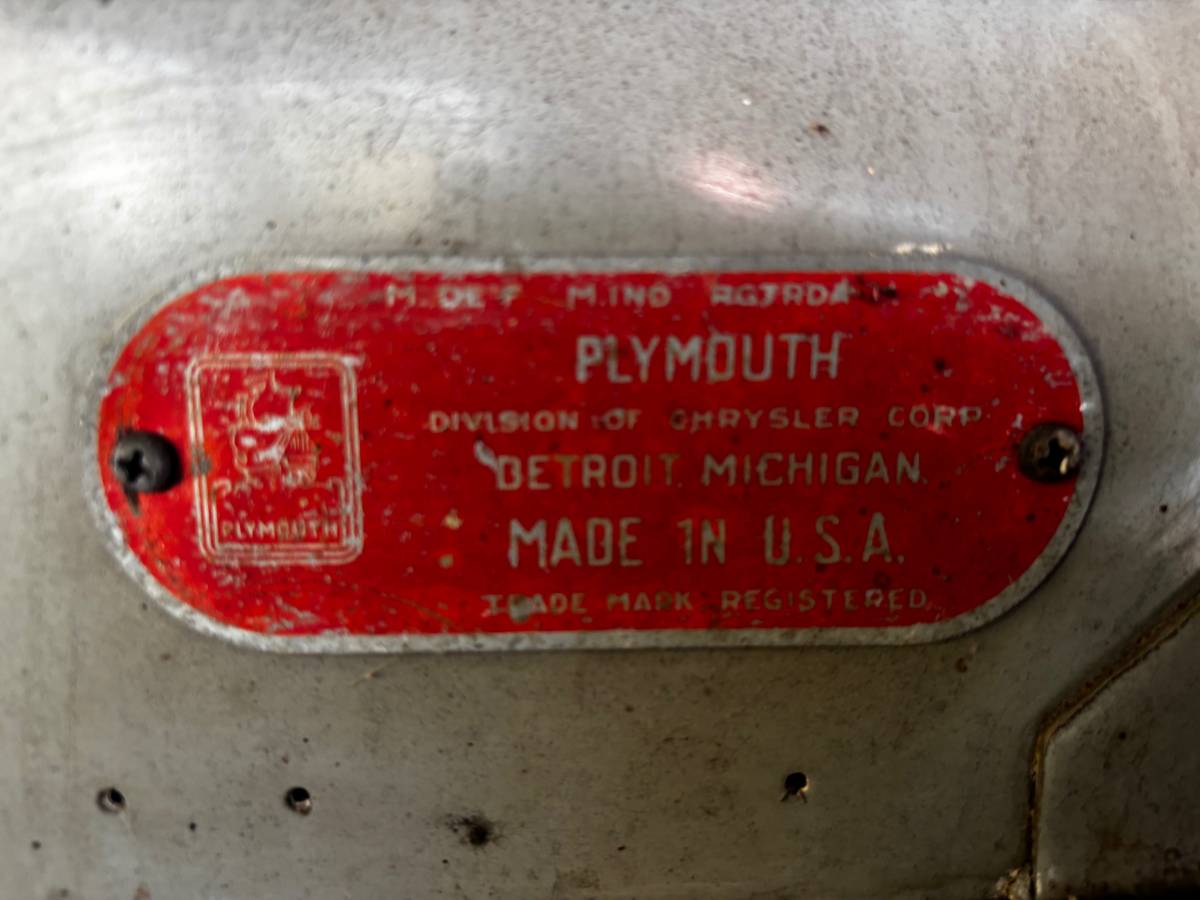 PLYMOUTH
DIVISION OF CHRYSLER CORP
DETROIT MICHIGAN.
MADE IN U.S.A.
TRADE MARK REGISTERED
PLYMOUTH